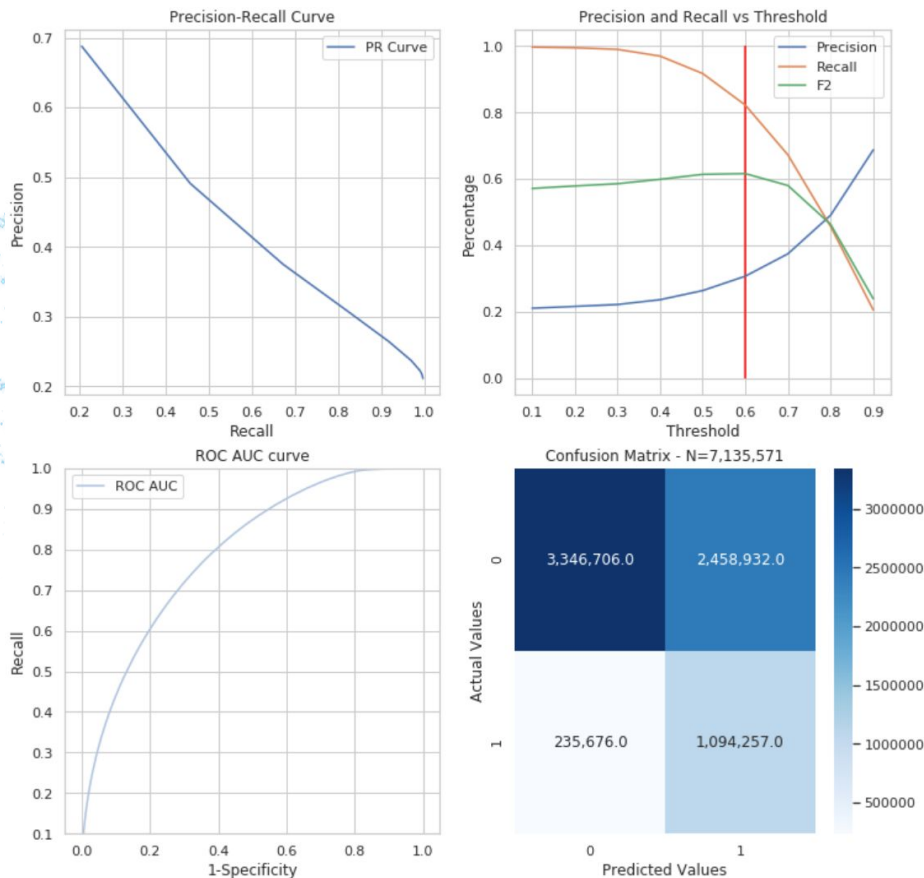 Precision-Recall Curve
PR Curve
Precision
0.7
0.6
0.5
0.4
0.3
0.2
0.2 0.3 0.4 0.5 0.6 0.7 0.8 0.9 1.0
Recall
Precision and Recall vs Threshold
Precision
Recall
F2
Percentage
1.0
0.8
0.6
0.4
0.2
0.0
0.1 0.2 0.3 0.4 0.5 0.6 0.7 0.8 0.9
Threshold
ROC AUC curve
ROC AUC
Recall
1.0
0.9
0.8
0.7
0.6
0.5
0.4
0.3
0.2
0.1
0.0 0.2 0.4 0.6 0.8 1.0
1-Specificity
Confusion Matrix - N=7,135,571
Actual Values
0
3,346,706.0 2,458,932.0
1
235,676.0 1,094,257.0
0 1
Predicted Values
3000000
2500000
2000000
1500000
1000000
500000